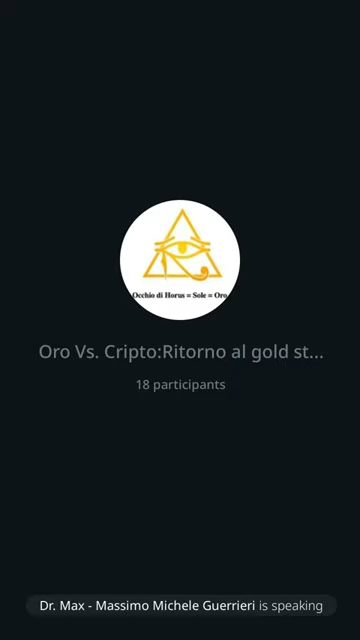 Occhio di Horus = Sole = Oro
Oro Vs. Cripto:Ritorno al gold st...
18 participants
Dr. Max - Massimo Michele Guerrieri is speaking